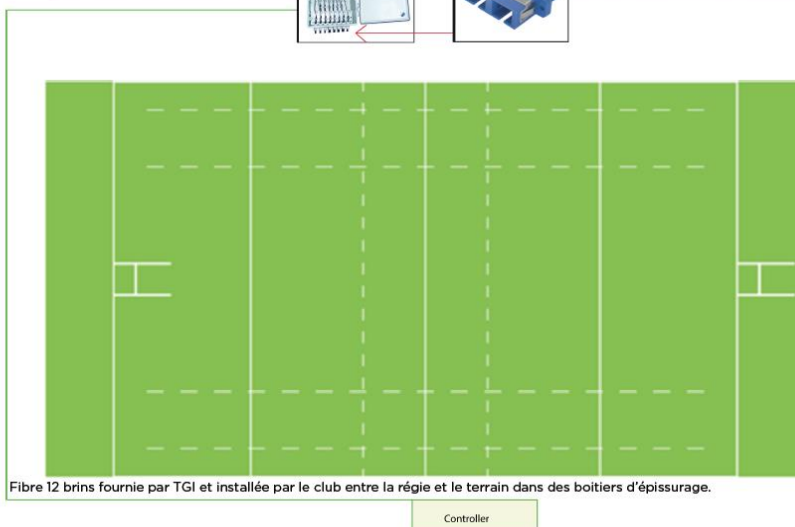 Fibre 12 brins fournie par TGI et installée par le club entre la régie et le terrain dans des boitiers d'épissurage.
Controller